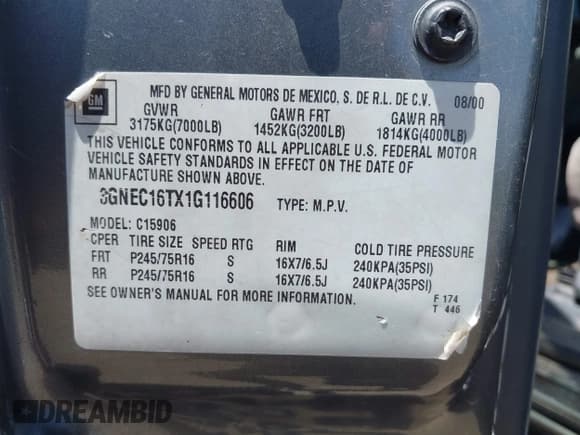 GM
MFD BY GENERAL MOTORS DE MEXICO, S. DE R.L. DE C.V. 08/00
GVWR GAWR FRT GAWR RR
3175KG(7000LB) 1452KG(3200LB) 1814KG(4000LB)
THIS VEHICLE CONFORMS TO ALL APPLICABLE U.S. FEDERAL MOTOR
VEHICLE SAFETY STANDARDS IN EFFECT ON THE DATE OF
MANUFACTURE SHOWN ABOVE.
3GNEC16TX1G116606 TYPE: M.P.V.
MODEL: C15906
CPER TIRE SIZE SPEED RTG RIM COLD TIRE PRESSURE
FRT P245/75R16 S 16X7/6.5J 240KPA(35PSI)
RR P245/75R16 S 16X7/6.5J 240KPA(35PSI)
SEE OWNER'S MANUAL FOR MORE INFORMATION.
F 174
T 446
DREAMBID